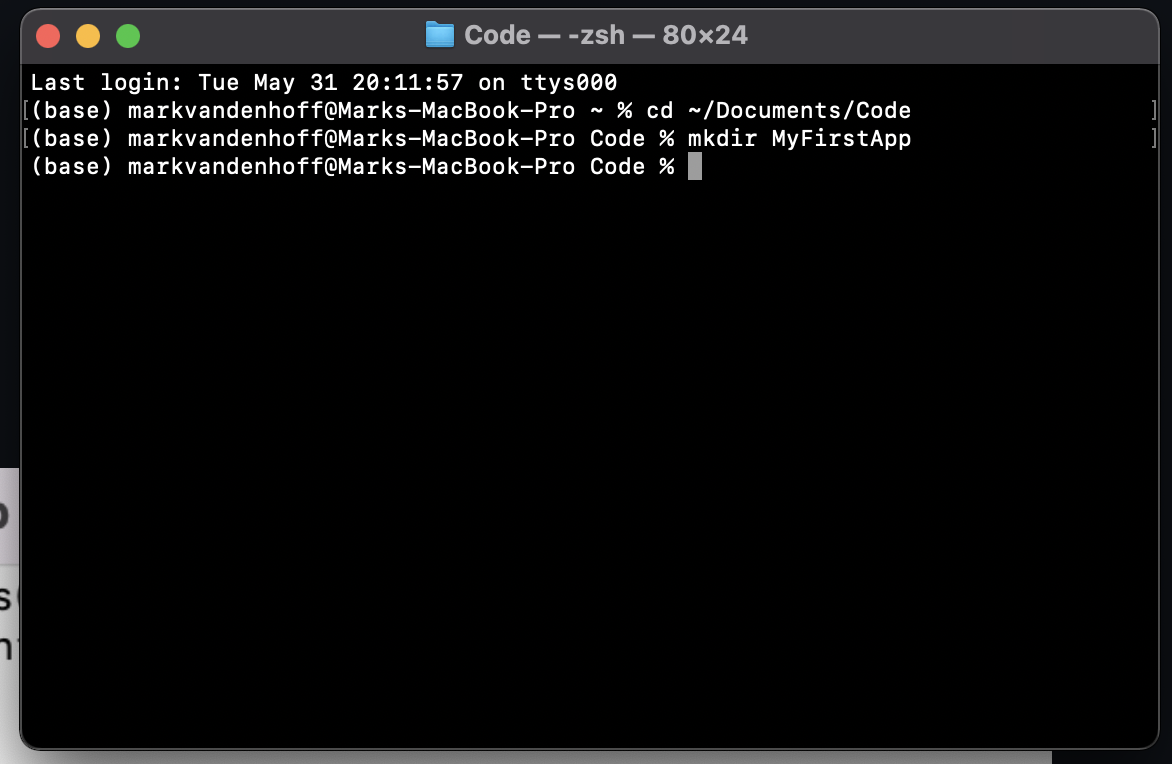 Code — -zsh — 80×24
Last login: Tue May 31 20:11:57 on ttys000
[(base) markvandenhoff@Marks-MacBook-Pro ~ % cd ~/Documents/Code ]
[(base) markvandenhoff@Marks-MacBook-Pro Code % mkdir MyFirstApp ]
(base) markvandenhoff@Marks-MacBook-Pro Code %